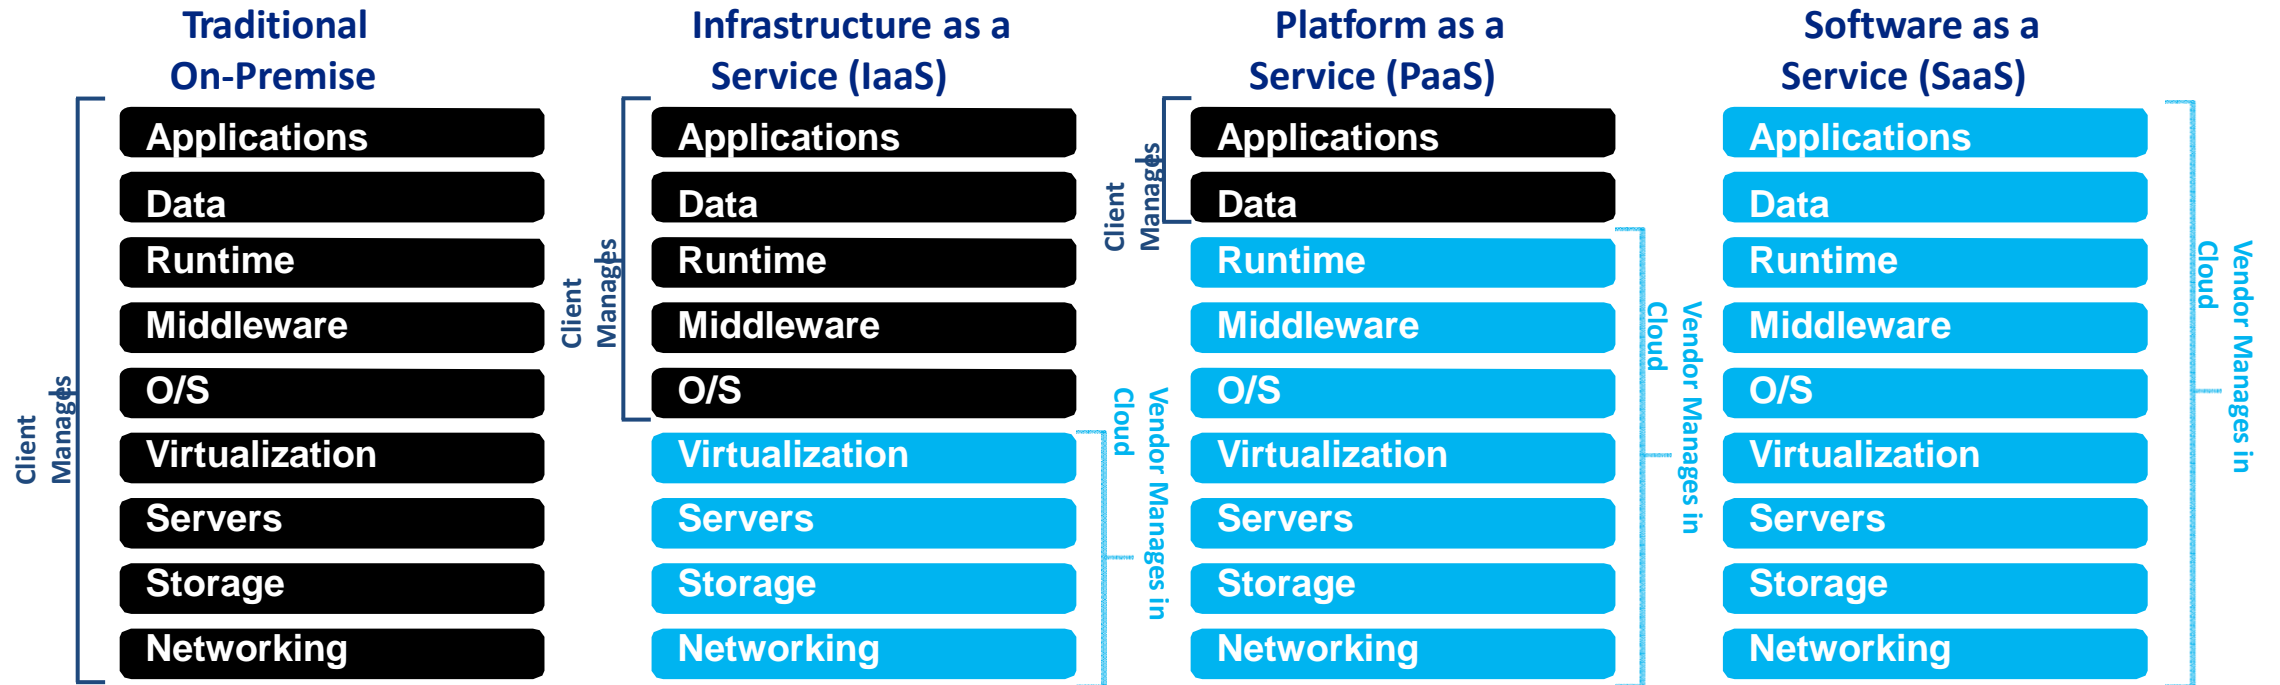 Traditional
On-Premise
Client
Manages
Applications
Data
Runtime
Middleware
O/S
Virtualization
Servers
Storage
Networking
Infrastructure as a
Service (IaaS)
Client
Manages
Applications
Data
Runtime
Middleware
O/S
Virtualization
Servers
Storage
Networking
Vendor Manages in
Cloud
Platform as a
Service (PaaS)
Client
Manages
Applications
Data
Runtime
Middleware
O/S
Virtualization
Servers
Storage
Networking
Vendor Manages in
Cloud
Software as a
Service (SaaS)
Applications
Data
Runtime
Middleware
O/S
Virtualization
Servers
Storage
Networking
Vendor Manages in
Cloud